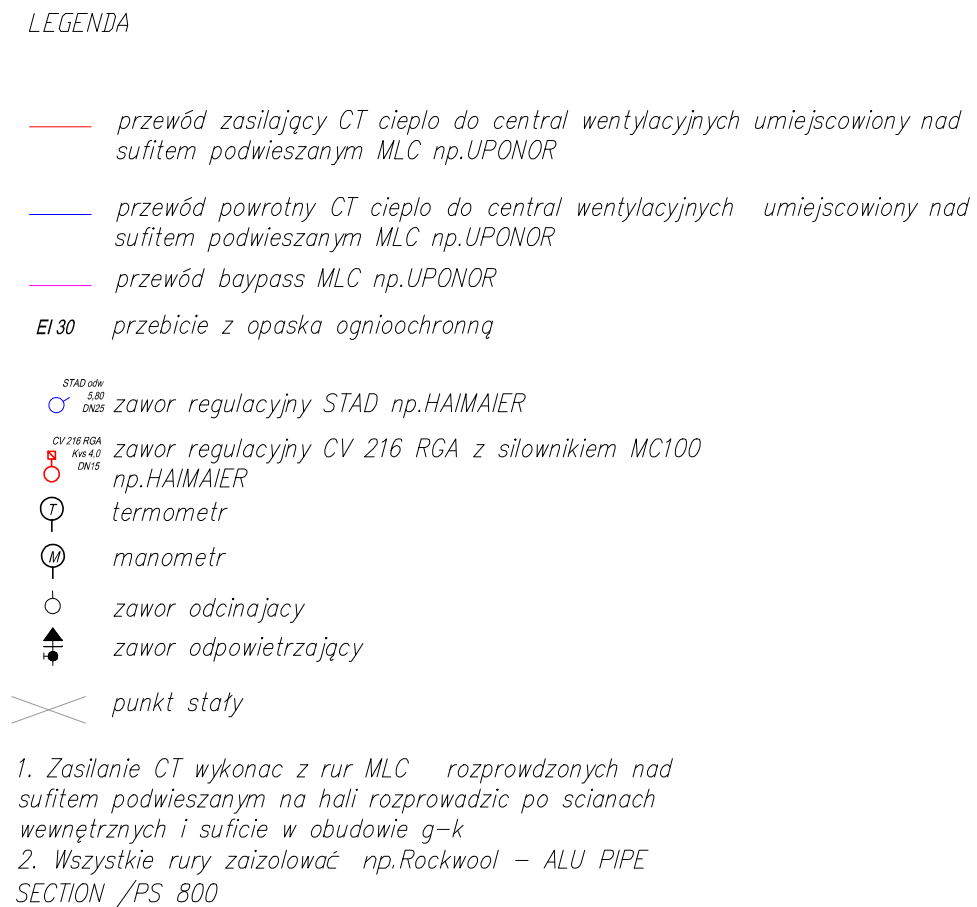 LEGENDA
przewód zasilający CT cieplo do central wentylacyjnych umiejscowiony nad
sufitem podwieszanym MLC np.UPONOR
przewód powrotny CT cieplo do central wentylacyjnych umiejscowiony nad
sufitem podwieszanym MLC np.UPONOR
przewód baypass MLC np.UPONOR
EI 30 przebicie z opaska ognioochronną
STAD odw
5,80
DN25
zawor regulacyjny STAD np.HAIMAIER
CV 216 RGA
Kvs 4,0
DN15
zawor regulacyjny CV 216 RGA z silownikiem MC100
np.HAIMAIER
T termometr
M manometr
zawor odcinajacy
zawor odpowietrzający
punkt stały
1. Zasilanie CT wykonac z rur MLC rozprowdzonych nad
sufitem podwieszanym na hali rozprowadzic po scianach
wewnętrznych i suficie w obudowie g-k
2. Wszystkie rury zaizolować np.Rockwool - ALU PIPE
SECTION /PS 800